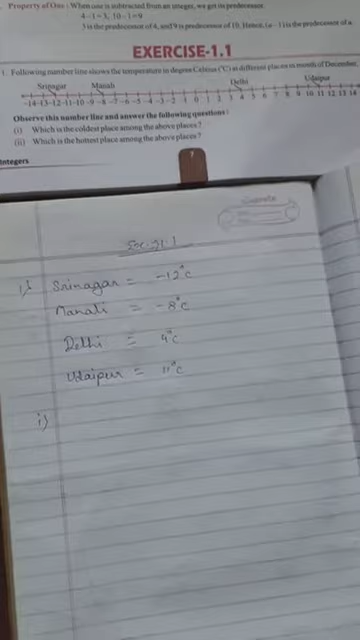 Property of One : When one is subtracted from an integer, we get its predecessor.
4 – 1 = 3, 10 – 1 = 9
3 is the predecessor of 4, and 9 is predecessor of 10. Hence, (a – 1) is the predecessor of a.
EXERCISE-1.1
1. Following number line shows the temperature in degree Celsius (°C) at different places in month of December.
Srinagar Manali Delhi Udaipur
-14 -13 -12 -11 -10 -9 -8 -7 -6 -5 -4 -3 -2 -1 0 1 2 3 4 5 6 7 8 9 10 11 12 13 14
Observe this number line and answer the following questions :
(i) Which is the coldest place among the above places ?
(ii) Which is the hottest place among the above places ?
Integers
7
1) Srinagar = -12°C
Manali = -8°C
Delhi = 4°C
Udaipur = 11°C
i)